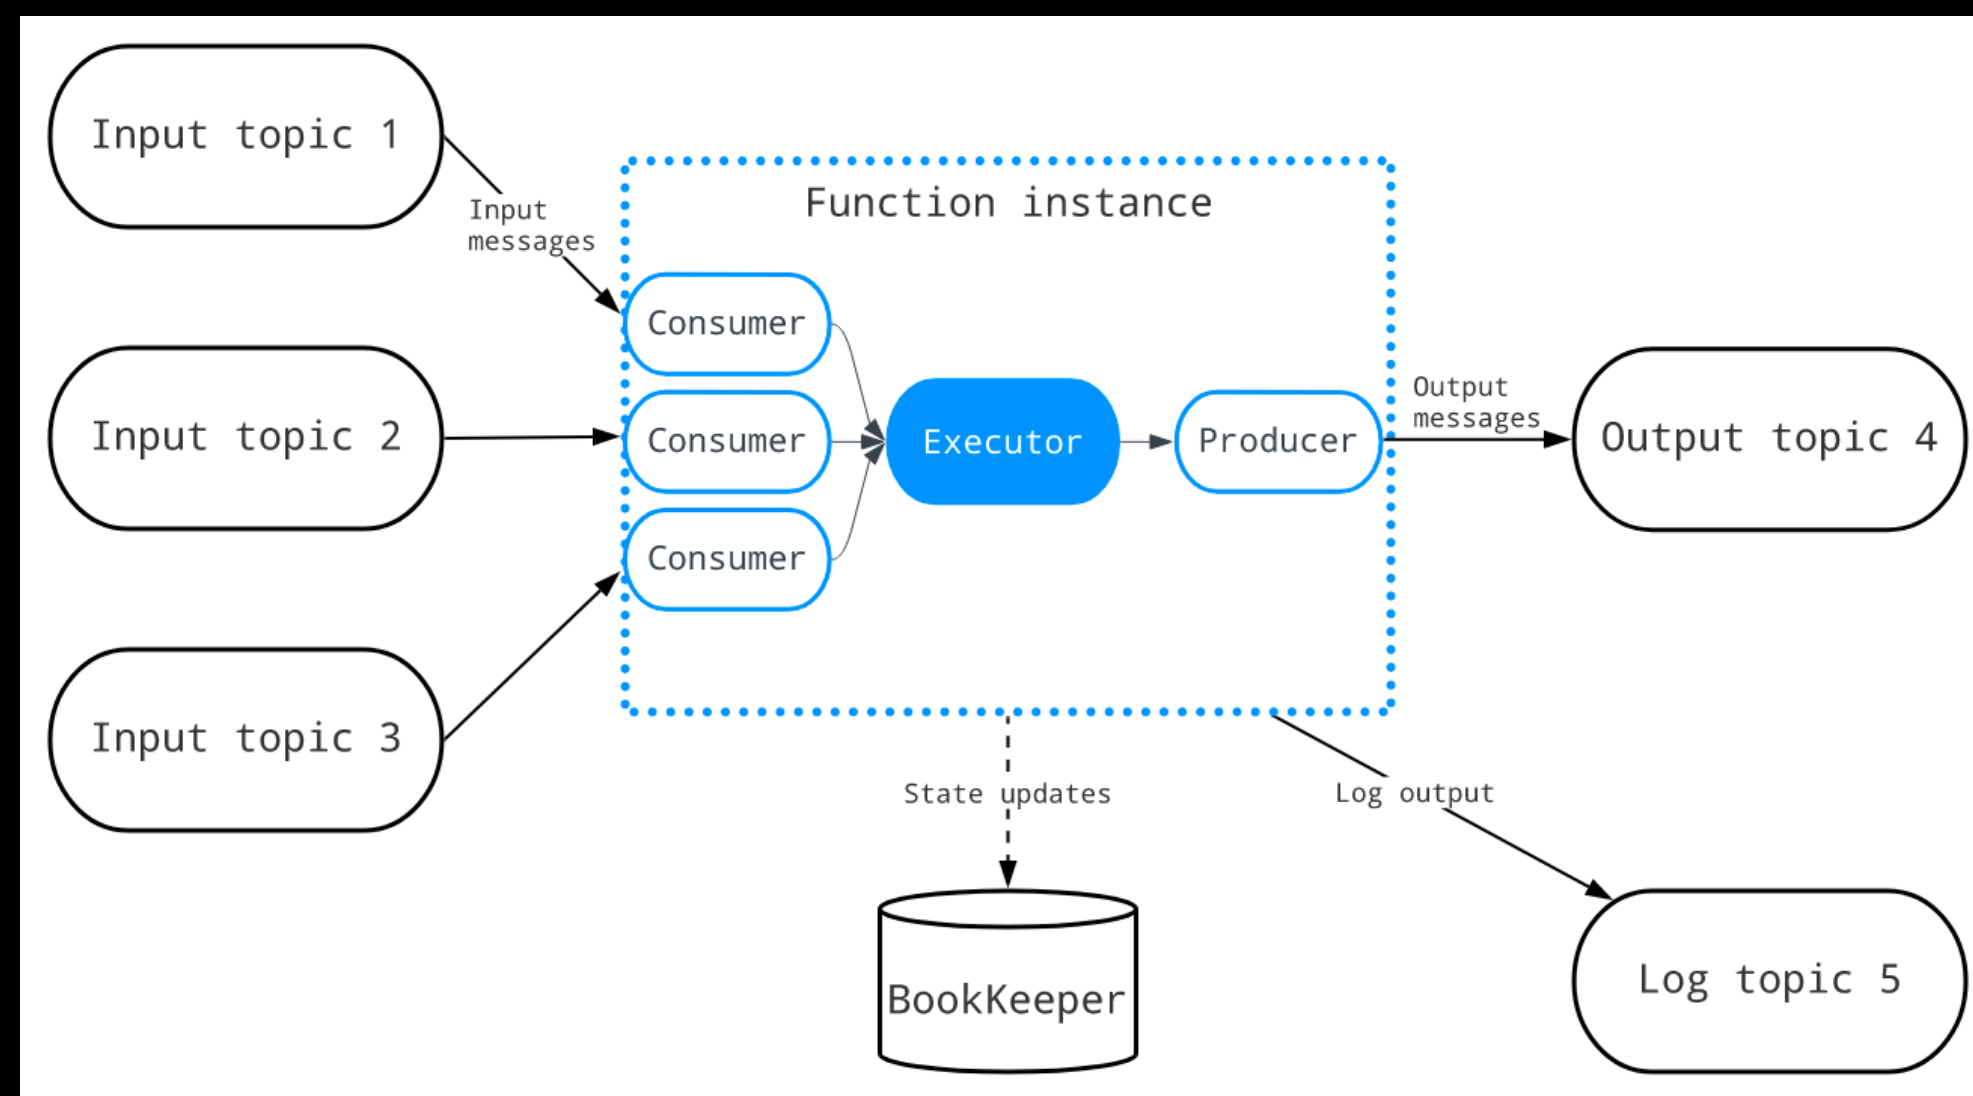 Input topic 1
Input
messages
Function instance
Consumer
Input topic 2
Consumer
Executor
Producer
Output
messages
Output topic 4
Consumer
Input topic 3
State updates
Log output
BookKeeper
Log topic 5